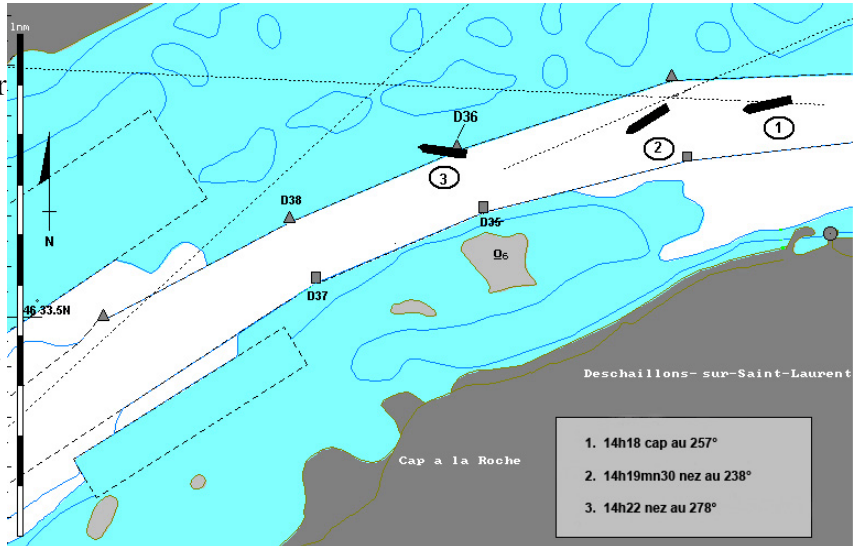 1nm
r
D36
1
2
3
D38
N
D35
O6
D37
46 33.5N
Deschaillons- sur-Saint-Laurent
Cap a la Roche
1. 14h18 cap au 257°
2. 14h19mn30 nez au 238°
3. 14h22 nez au 278°